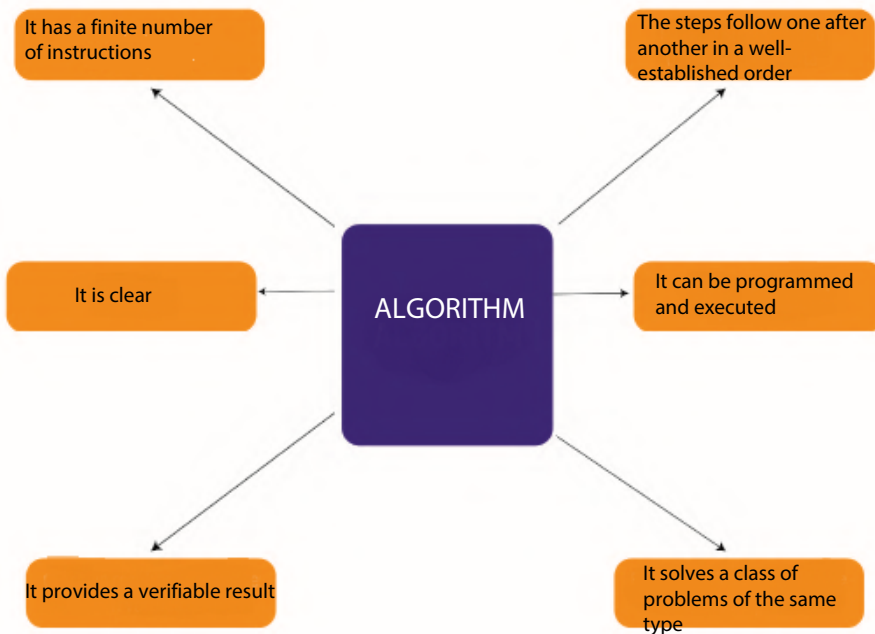 It has a finite number
of instructions
The steps follow one after
another in a well-
established order
It is clear
ALGORITHM
It can be programmed
and executed
It provides a verifiable result
It solves a class of
problems of the same
type